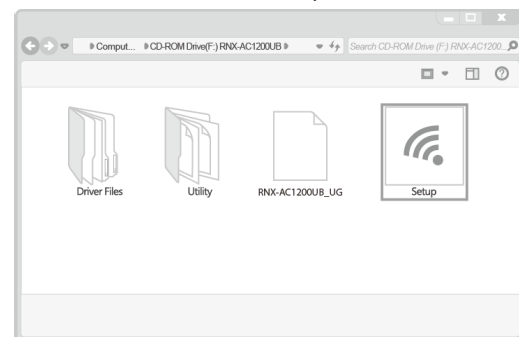 Comput... CD-ROM Drive(F:) RNX-AC1200UB
Search CD-ROM Drive (F:) RNX-AC1200...
Driver Files
Utility
RNX-AC1200UB_UG
Setup